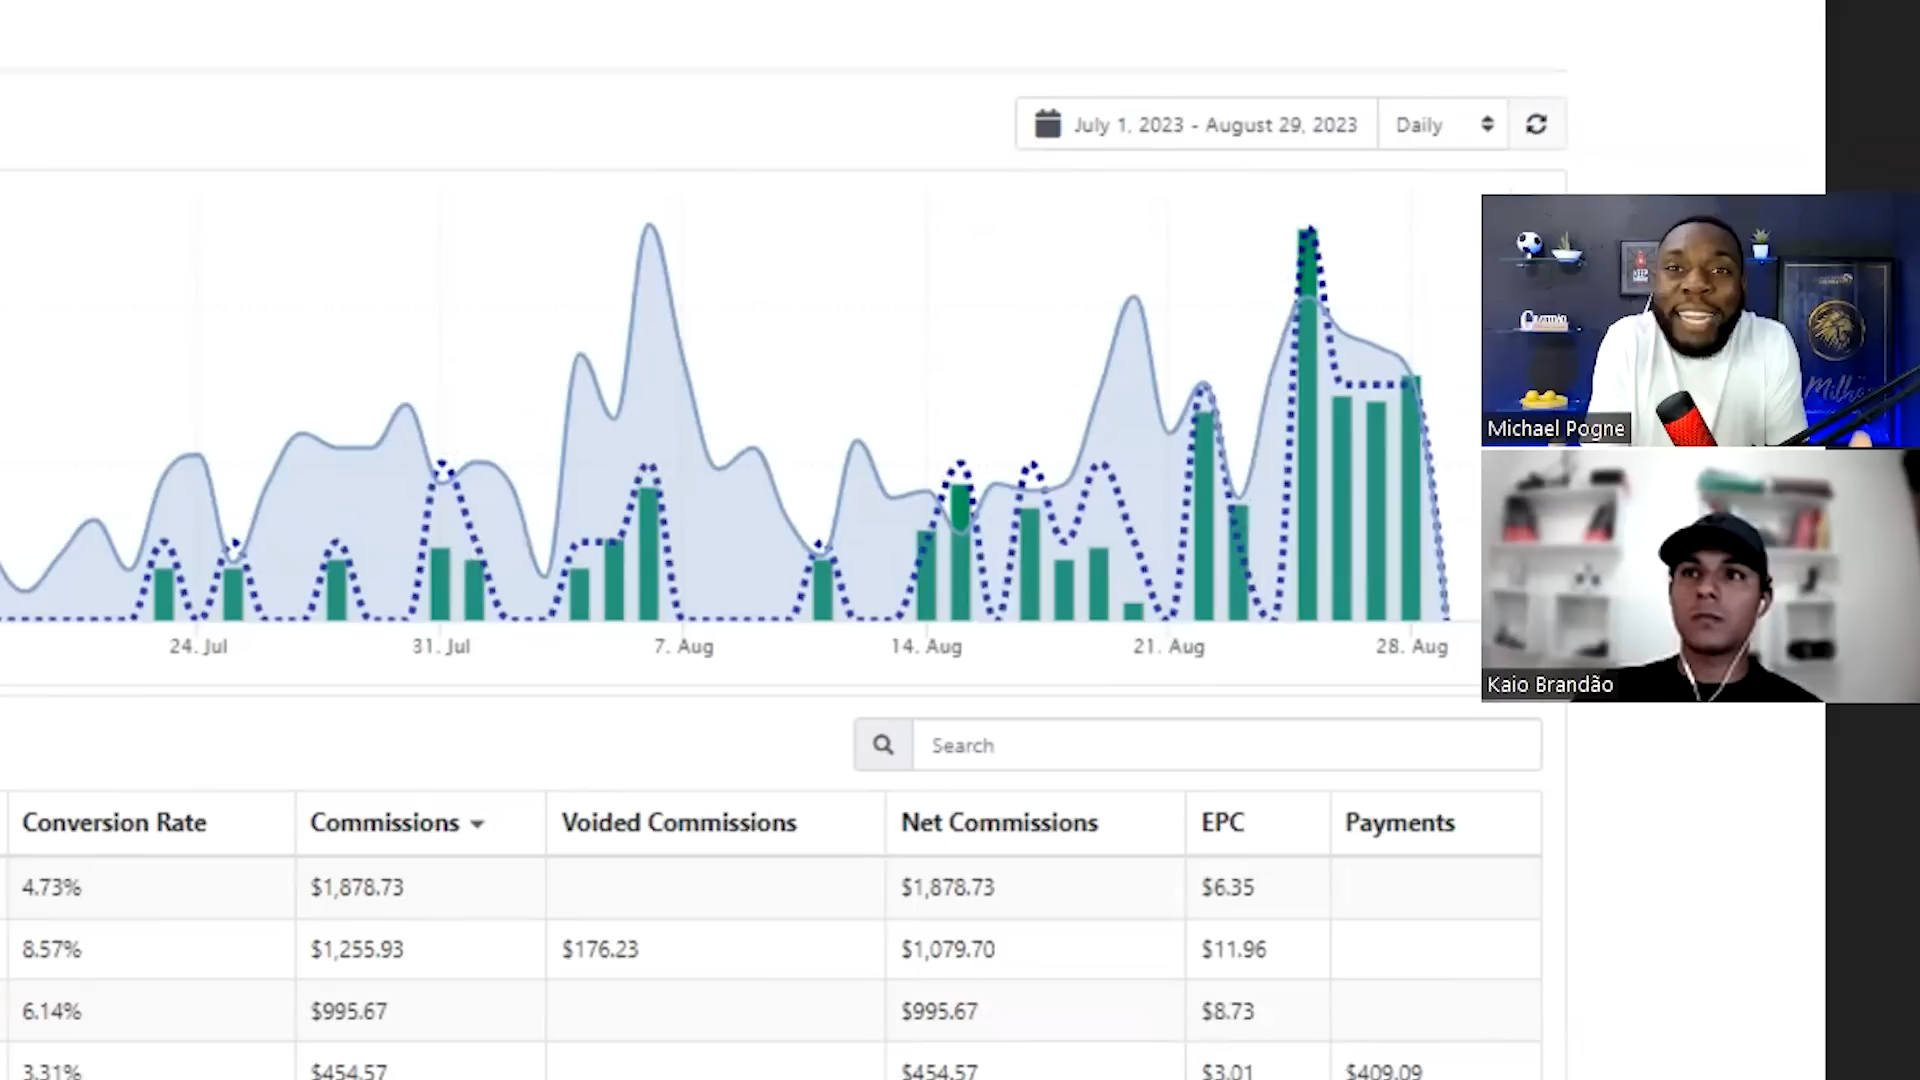 July 1, 2023 - August 29, 2023
Daily
24. Jul
31. Jul
7. Aug
14. Aug
21. Aug
28. Aug
KEEP
Milhã
Michael Pogne
Kaio Brandão
Search
Conversion Rate
Commissions
Voided Commissions
Net Commissions
EPC
Payments
4.73%
$1,878.73
$1,878.73
$6.35
8.57%
$1,255.93
$176.23
$1,079.70
$11.96
6.14%
$995.67
$995.67
$8.73
3.31%
$454.57
$454.57
$3.01
$409.09